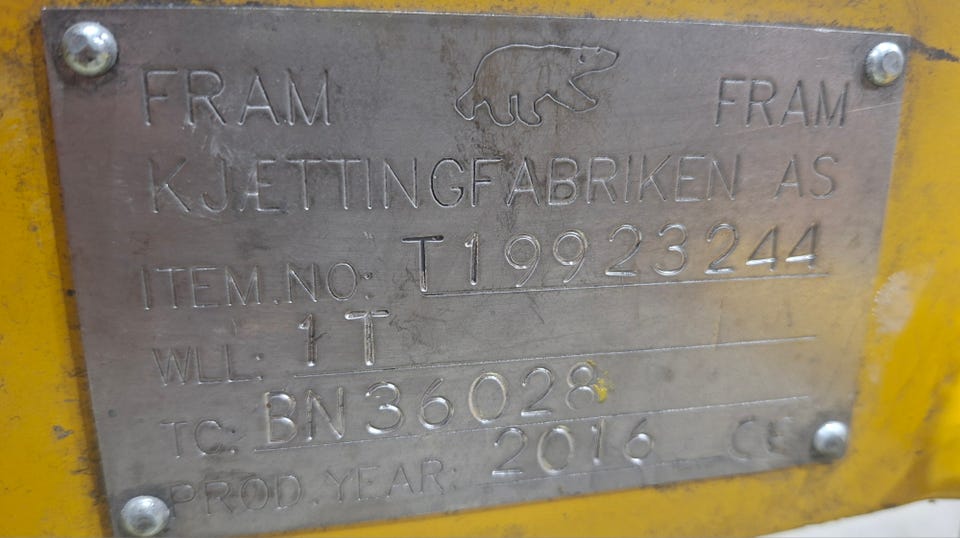 FRAM FRAM
KJÆTTINGFABRIKEN AS
ITEM.NO: T19923244
WLL: 1T
TC: BN36028
PROD.YEAR: 2016 CE